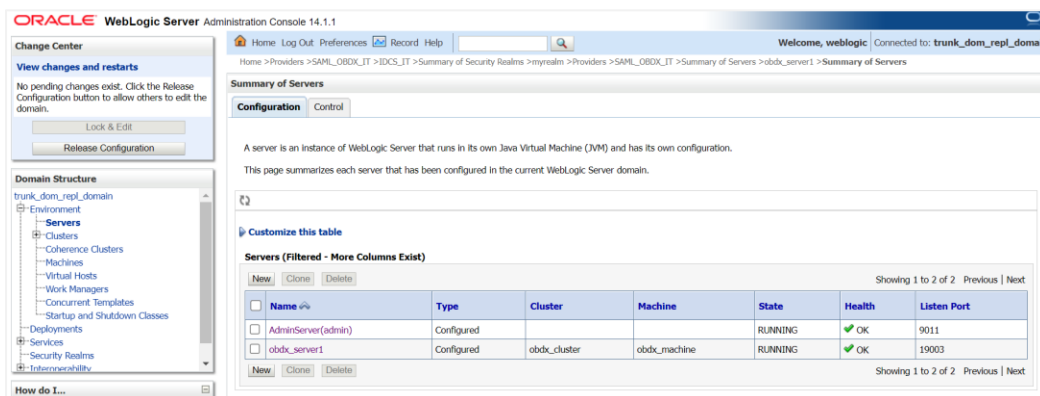 ORACLE WebLogic Server Administration Console 14.1.1
Change Center
View changes and restarts
No pending changes exist. Click the Release
Configuration button to allow others to edit the
domain.
Lock & Edit
Release Configuration
Domain Structure
trunk_dom_repl_domain
Environment
Servers
Clusters
Coherence Clusters
Machines
Virtual Hosts
Work Managers
Concurrent Templates
Startup and Shutdown Classes
Deployments
Services
Security Realms
Interoperability
How do I...
Home Log Out Preferences Record Help
Welcome, weblogic Connected to: trunk_dom_repl_doma
Home >Providers >SAML_OBDX_IT >IDCS_IT >Summary of Security Realms >myrealm >Providers >SAML_OBDX_IT >Summary of Servers >obdx_server1 >Summary of Servers
Summary of Servers
Configuration Control
A server is an instance of WebLogic Server that runs in its own Java Virtual Machine (JVM) and has its own configuration.
This page summarizes each server that has been configured in the current WebLogic Server domain.
Customize this table
Servers (Filtered - More Columns Exist)
New Clone Delete Showing 1 to 2 of 2 Previous | Next
Name Type Cluster Machine State Health Listen Port
AdminServer(admin) Configured RUNNING OK 9011
obdx_server1 Configured obdx_cluster obdx_machine RUNNING OK 19003
New Clone Delete Showing 1 to 2 of 2 Previous | Next